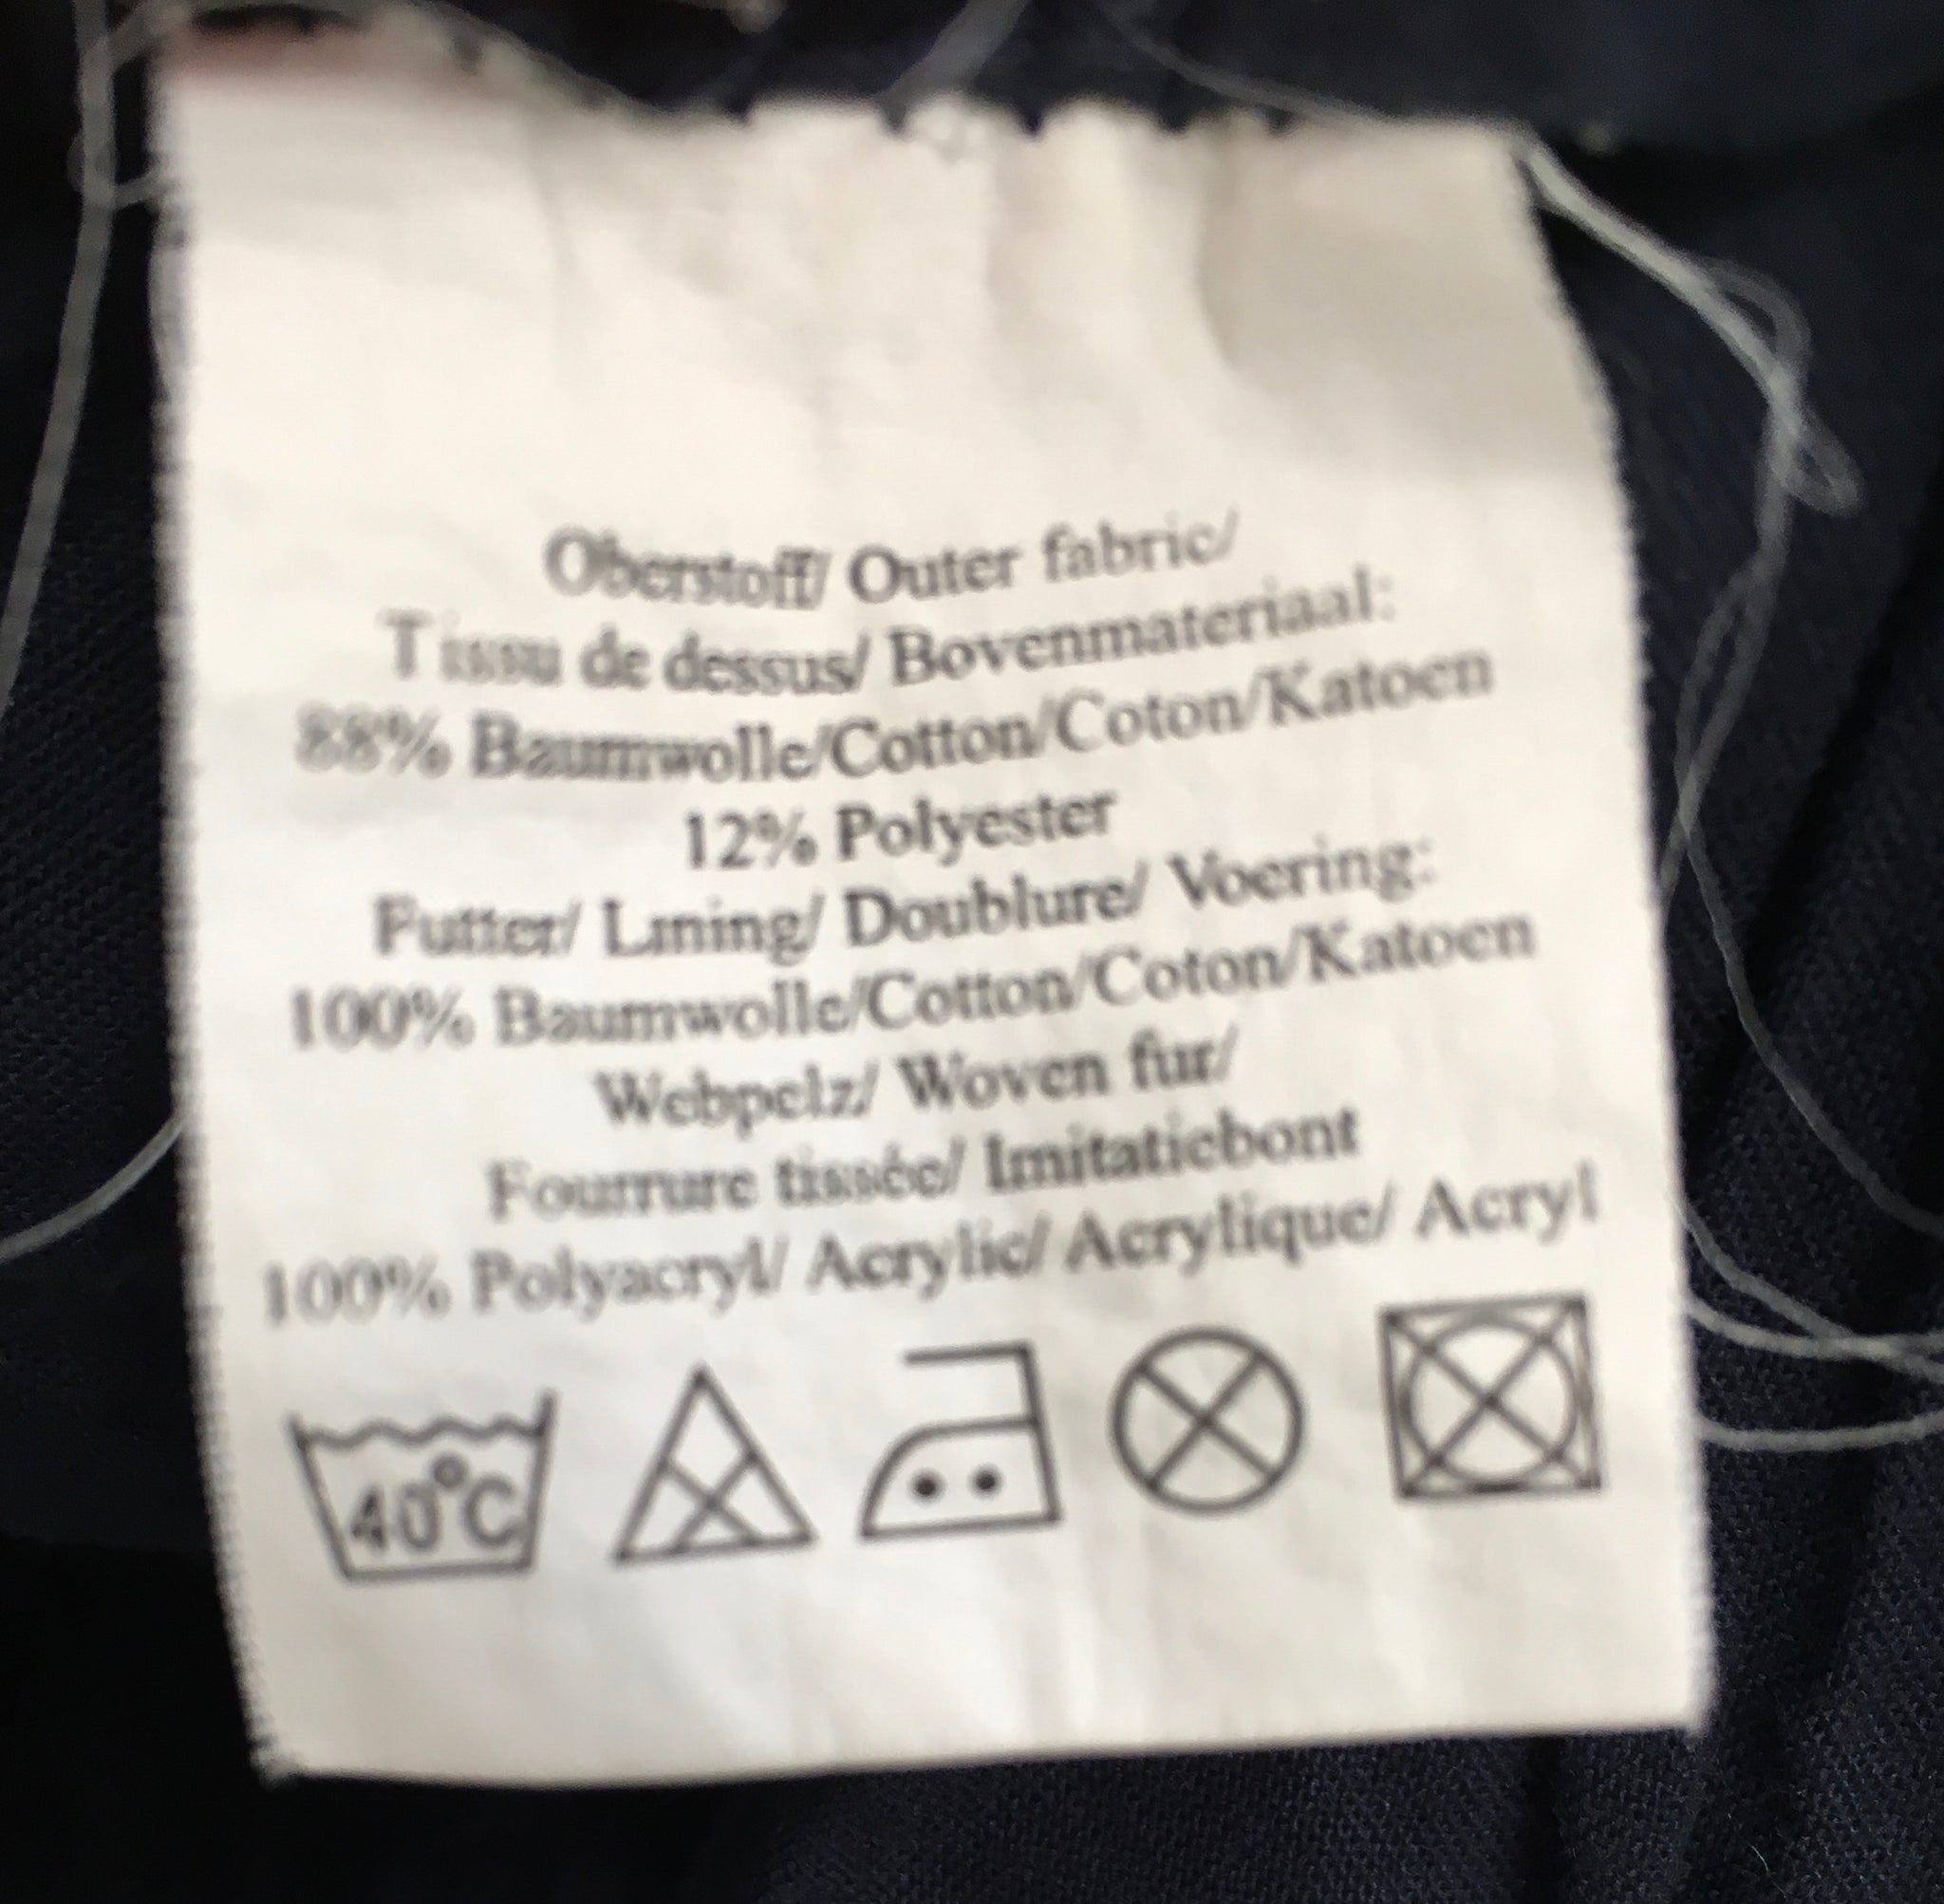 Oberstoff/ Outer fabric/
Tissu de dessus/ Bovenmateriaal:
88% Baumwolle/Cotton/Coton/Katoen
12% Polyester
Futter/ Lining/ Doublure/ Voering:
100% Baumwolle/Cotton/Coton/Katoen
Webpelz/ Woven fur/
Fourrure tissée/ Imitatiebont
100% Polyacryl/ Acrylic/ Acrylique/ Acryl
40°C